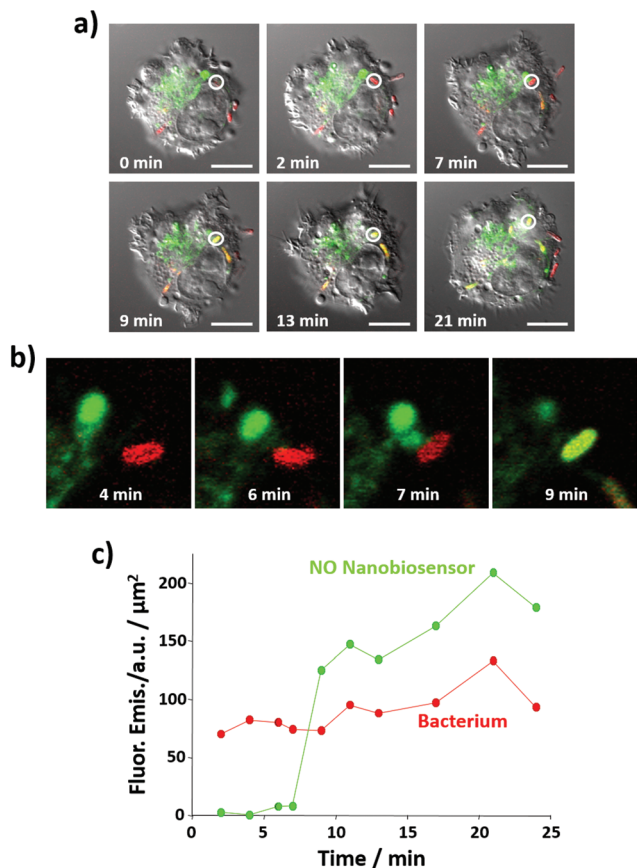 a)
0 min
2 min
7 min
9 min
13 min
21 min
b)
4 min
6 min
7 min
9 min
c)
Fluor. Emis./a.u. / µm²
200
150
100
50
0
NO Nanobiosensor
Bacterium
0
5
10
15
20
25
Time / min